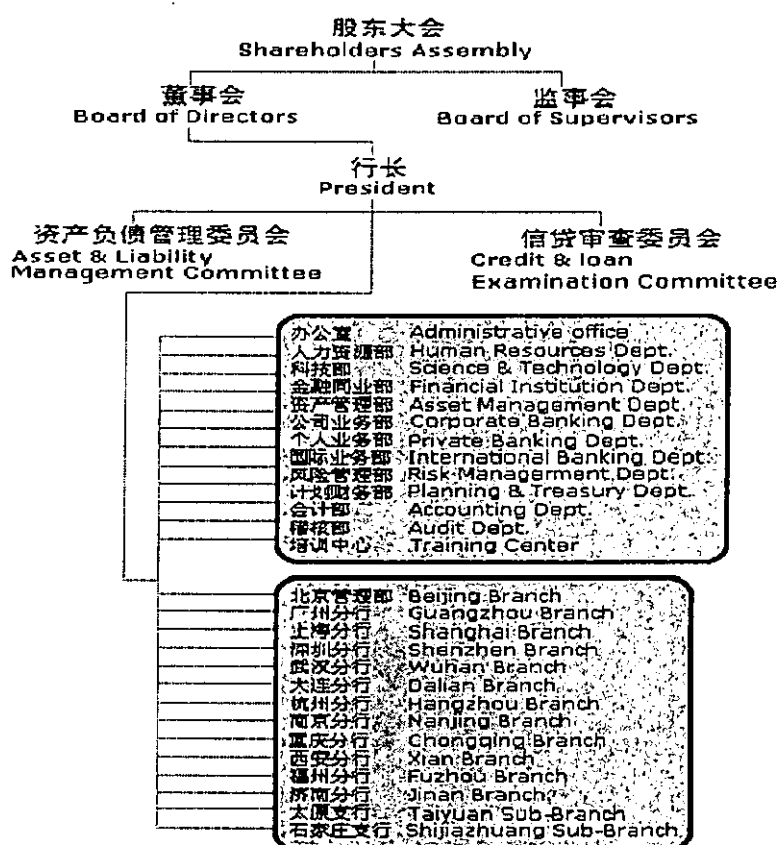 股东大会
Shareholders Assembly
董事会
Board of Directors
监事会
Board of Supervisors
行长
President
资产负债管理委员会
Asset & Liability
Management Committee
信贷审查委员会
Credit & loan
Examination Committee
办公室 Administrative office
人力资源部 Human Resources Dept.
科技部 Science & Technology Dept.
金融同业部 Financial Institution Dept.
资产管理部 Asset Management Dept.
公司业务部 Corporate Banking Dept.
个人业务部 Private Banking Dept.
国际业务部 International Banking Dept.
风险管理部 Risk Managerment Dept.
计划财务部 Planning & Treasury Dept.
会计部 Accounting Dept.
稽核部 Audit Dept.
培训中心 Training Center
北京管理部 Beijing Branch
广州分行 Guangzhou Branch
上海分行 Shanghai Branch
深圳分行 Shenzhen Branch
武汉分行 Wuhan Branch
大连分行 Dalian Branch
杭州分行 Hangzhou Branch
南京分行 Nanjing Branch
重庆分行 Chongqing Branch
西安分行 Xian Branch
福州分行 Fuzhou Branch
济南分行 Jinan Branch
太原支行 Taiyuan Sub-Branch
石家庄支行 Shijiazhuang Sub-Branch